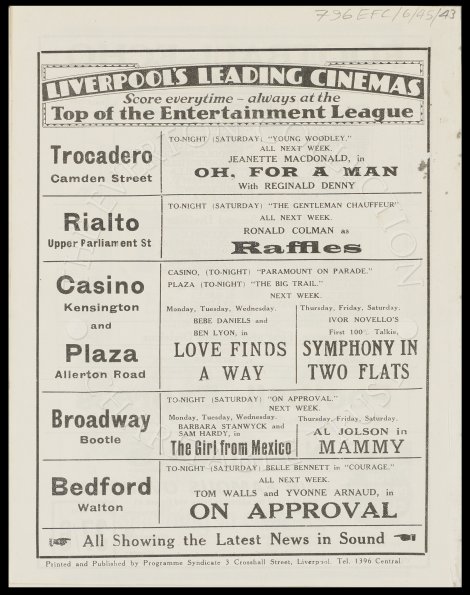 796 EFC/6/45/43
LIVERPOOLS LEADING CINEMAS
Score everytime - always at the
Top of the Entertainment League
Trocadero
Camden Street
TO-NIGHT (SATURDAY) "YOUNG WOODLEY."
ALL NEXT WEEK.
JEANETTE MACDONALD, in
OH, FOR A MAN
With REGINALD DENNY
Rialto
Upper Parliament St
TO-NIGHT (SATURDAY) "THE GENTLEMAN CHAUFFEUR"
ALL NEXT WEEK.
RONALD COLMAN as
Raffles
Casino
Kensington
and
Plaza
Allerton Road
CASINO, (TO-NIGHT) "PARAMOUNT ON PARADE."
PLAZA (TO-NIGHT) "THE BIG TRAIL."
NEXT WEEK.
Monday, Tuesday, Wednesday.
BEBE DANIELS and
BEN LYON, in
LOVE FINDS
A WAY
Thursday, Friday, Saturday.
IVOR NOVELLO'S
First 100% Talkie,
SYMPHONY IN
TWO FLATS
Broadway
Bootle
TO-NIGHT (SATURDAY) "ON APPROVAL."
NEXT WEEK.
Monday, Tuesday, Wednesday.
BARBARA STANWYCK and
SAM HARDY, in
The Girl from Mexico
Thursday, Friday, Saturday.
AL JOLSON in
MAMMY
Bedford
Walton
TO-NIGHT (SATURDAY) BELLE BENNETT in "COURAGE."
ALL NEXT WEEK.
TOM WALLS and YVONNE ARNAUD, in
ON APPROVAL
All Showing the Latest News in Sound
Printed and Published by Programme Syndicate 3 Crosshall Street, Liverpool. Tel. 1396 Central.